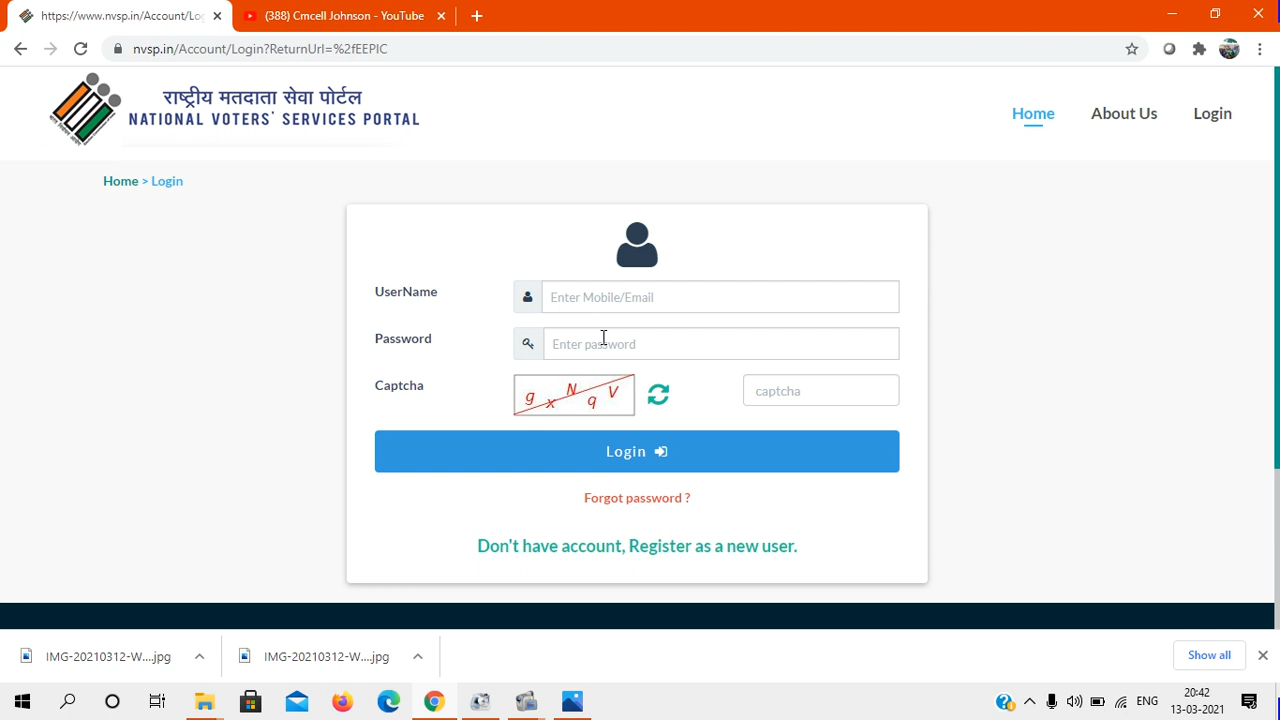 https://www.nvsp.in/Account/Log
(388) Cmcell Johnson - YouTube
nvsp.in/Account/Login?ReturnUrl=%2fEEPIC
राष्ट्रीय मतदाता सेवा पोर्टल
NATIONAL VOTERS' SERVICES PORTAL
Home
About Us
Login
Home > Login
UserName
Enter Mobile/Email
Password
Enter password
Captcha
g x N q V
captcha
Login
Forgot password ?
Don't have account, Register as a new user.
IMG-20210312-W....jpg
IMG-20210312-W....jpg
Show all
ENG
20:42
13-03-2021